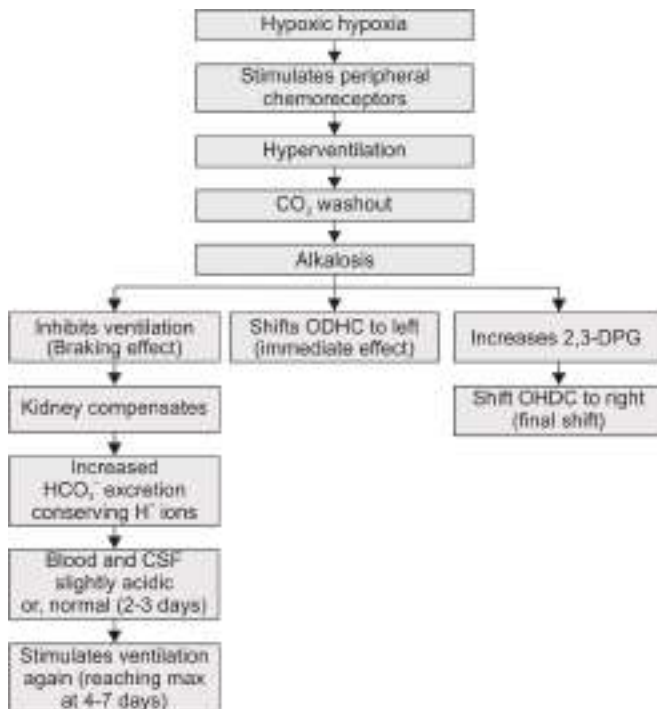 Hypoxic hypoxia
Stimulates peripheral
chemoreceptors
Hyperventilation
CO₂ washout
Alkalosis
Inhibits ventilation
(Braking effect)
Kidney compensates
Increased
HCO₃⁻ excretion
conserving H⁺ ions
Blood and CSF
slightly acidic
or, normal (2-3 days)
Stimulates ventilation
again (reaching max
at 4-7 days)
Shifts ODHC to left
(immediate effect)
Increases 2,3-DPG
Shift OHDC to right
(final shift)